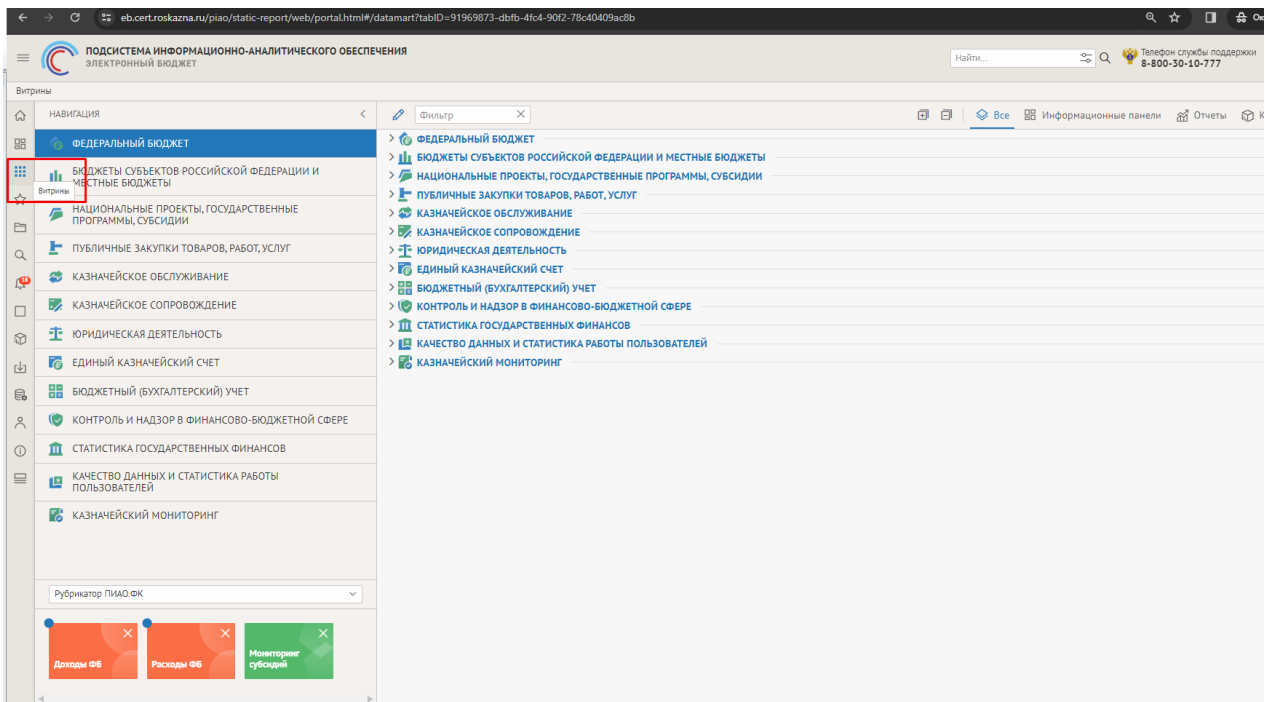 eb.cert.roskazna.ru/piao/static-report/web/portal.html#/datamart?tabID=91969873-dbfb-4fc4-90f2-78c40409ac8b
ПОДСИСТЕМА ИНФОРМАЦИОННО-АНАЛИТИЧЕСКОГО ОБЕСПЕЧЕНИЯ
ЭЛЕКТРОННЫЙ БЮДЖЕТ
Найти...
Телефон службы поддержки
8-800-30-10-777
Витрины
НАВИГАЦИЯ
ФЕДЕРАЛЬНЫЙ БЮДЖЕТ
БЮДЖЕТЫ СУБЪЕКТОВ РОССИЙСКОЙ ФЕДЕРАЦИИ И
МЕСТНЫЕ БЮДЖЕТЫ
Витрины
НАЦИОНАЛЬНЫЕ ПРОЕКТЫ, ГОСУДАРСТВЕННЫЕ
ПРОГРАММЫ, СУБСИДИИ
ПУБЛИЧНЫЕ ЗАКУПКИ ТОВАРОВ, РАБОТ, УСЛУГ
КАЗНАЧЕЙСКОЕ ОБСЛУЖИВАНИЕ
18
КАЗНАЧЕЙСКОЕ СОПРОВОЖДЕНИЕ
ЮРИДИЧЕСКАЯ ДЕЯТЕЛЬНОСТЬ
ЕДИНЫЙ КАЗНАЧЕЙСКИЙ СЧЕТ
БЮДЖЕТНЫЙ (БУХГАЛТЕРСКИЙ) УЧЕТ
КОНТРОЛЬ И НАДЗОР В ФИНАНСОВО-БЮДЖЕТНОЙ СФЕРЕ
СТАТИСТИКА ГОСУДАРСТВЕННЫХ ФИНАНСОВ
КАЧЕСТВО ДАННЫХ И СТАТИСТИКА РАБОТЫ
ПОЛЬЗОВАТЕЛЕЙ
КАЗНАЧЕЙСКИЙ МОНИТОРИНГ
Рубрикатор ПИАО.ФК
Доходы ФБ
Расходы ФБ
Мониторинг
субсидий
Фильтр
Все
Информационные панели
Отчеты
ФЕДЕРАЛЬНЫЙ БЮДЖЕТ
БЮДЖЕТЫ СУБЪЕКТОВ РОССИЙСКОЙ ФЕДЕРАЦИИ И МЕСТНЫЕ БЮДЖЕТЫ
НАЦИОНАЛЬНЫЕ ПРОЕКТЫ, ГОСУДАРСТВЕННЫЕ ПРОГРАММЫ, СУБСИДИИ
ПУБЛИЧНЫЕ ЗАКУПКИ ТОВАРОВ, РАБОТ, УСЛУГ
КАЗНАЧЕЙСКОЕ ОБСЛУЖИВАНИЕ
КАЗНАЧЕЙСКОЕ СОПРОВОЖДЕНИЕ
ЮРИДИЧЕСКАЯ ДЕЯТЕЛЬНОСТЬ
ЕДИНЫЙ КАЗНАЧЕЙСКИЙ СЧЕТ
БЮДЖЕТНЫЙ (БУХГАЛТЕРСКИЙ) УЧЕТ
КОНТРОЛЬ И НАДЗОР В ФИНАНСОВО-БЮДЖЕТНОЙ СФЕРЕ
СТАТИСТИКА ГОСУДАРСТВЕННЫХ ФИНАНСОВ
КАЧЕСТВО ДАННЫХ И СТАТИСТИКА РАБОТЫ ПОЛЬЗОВАТЕЛЕЙ
КАЗНАЧЕЙСКИЙ МОНИТОРИНГ